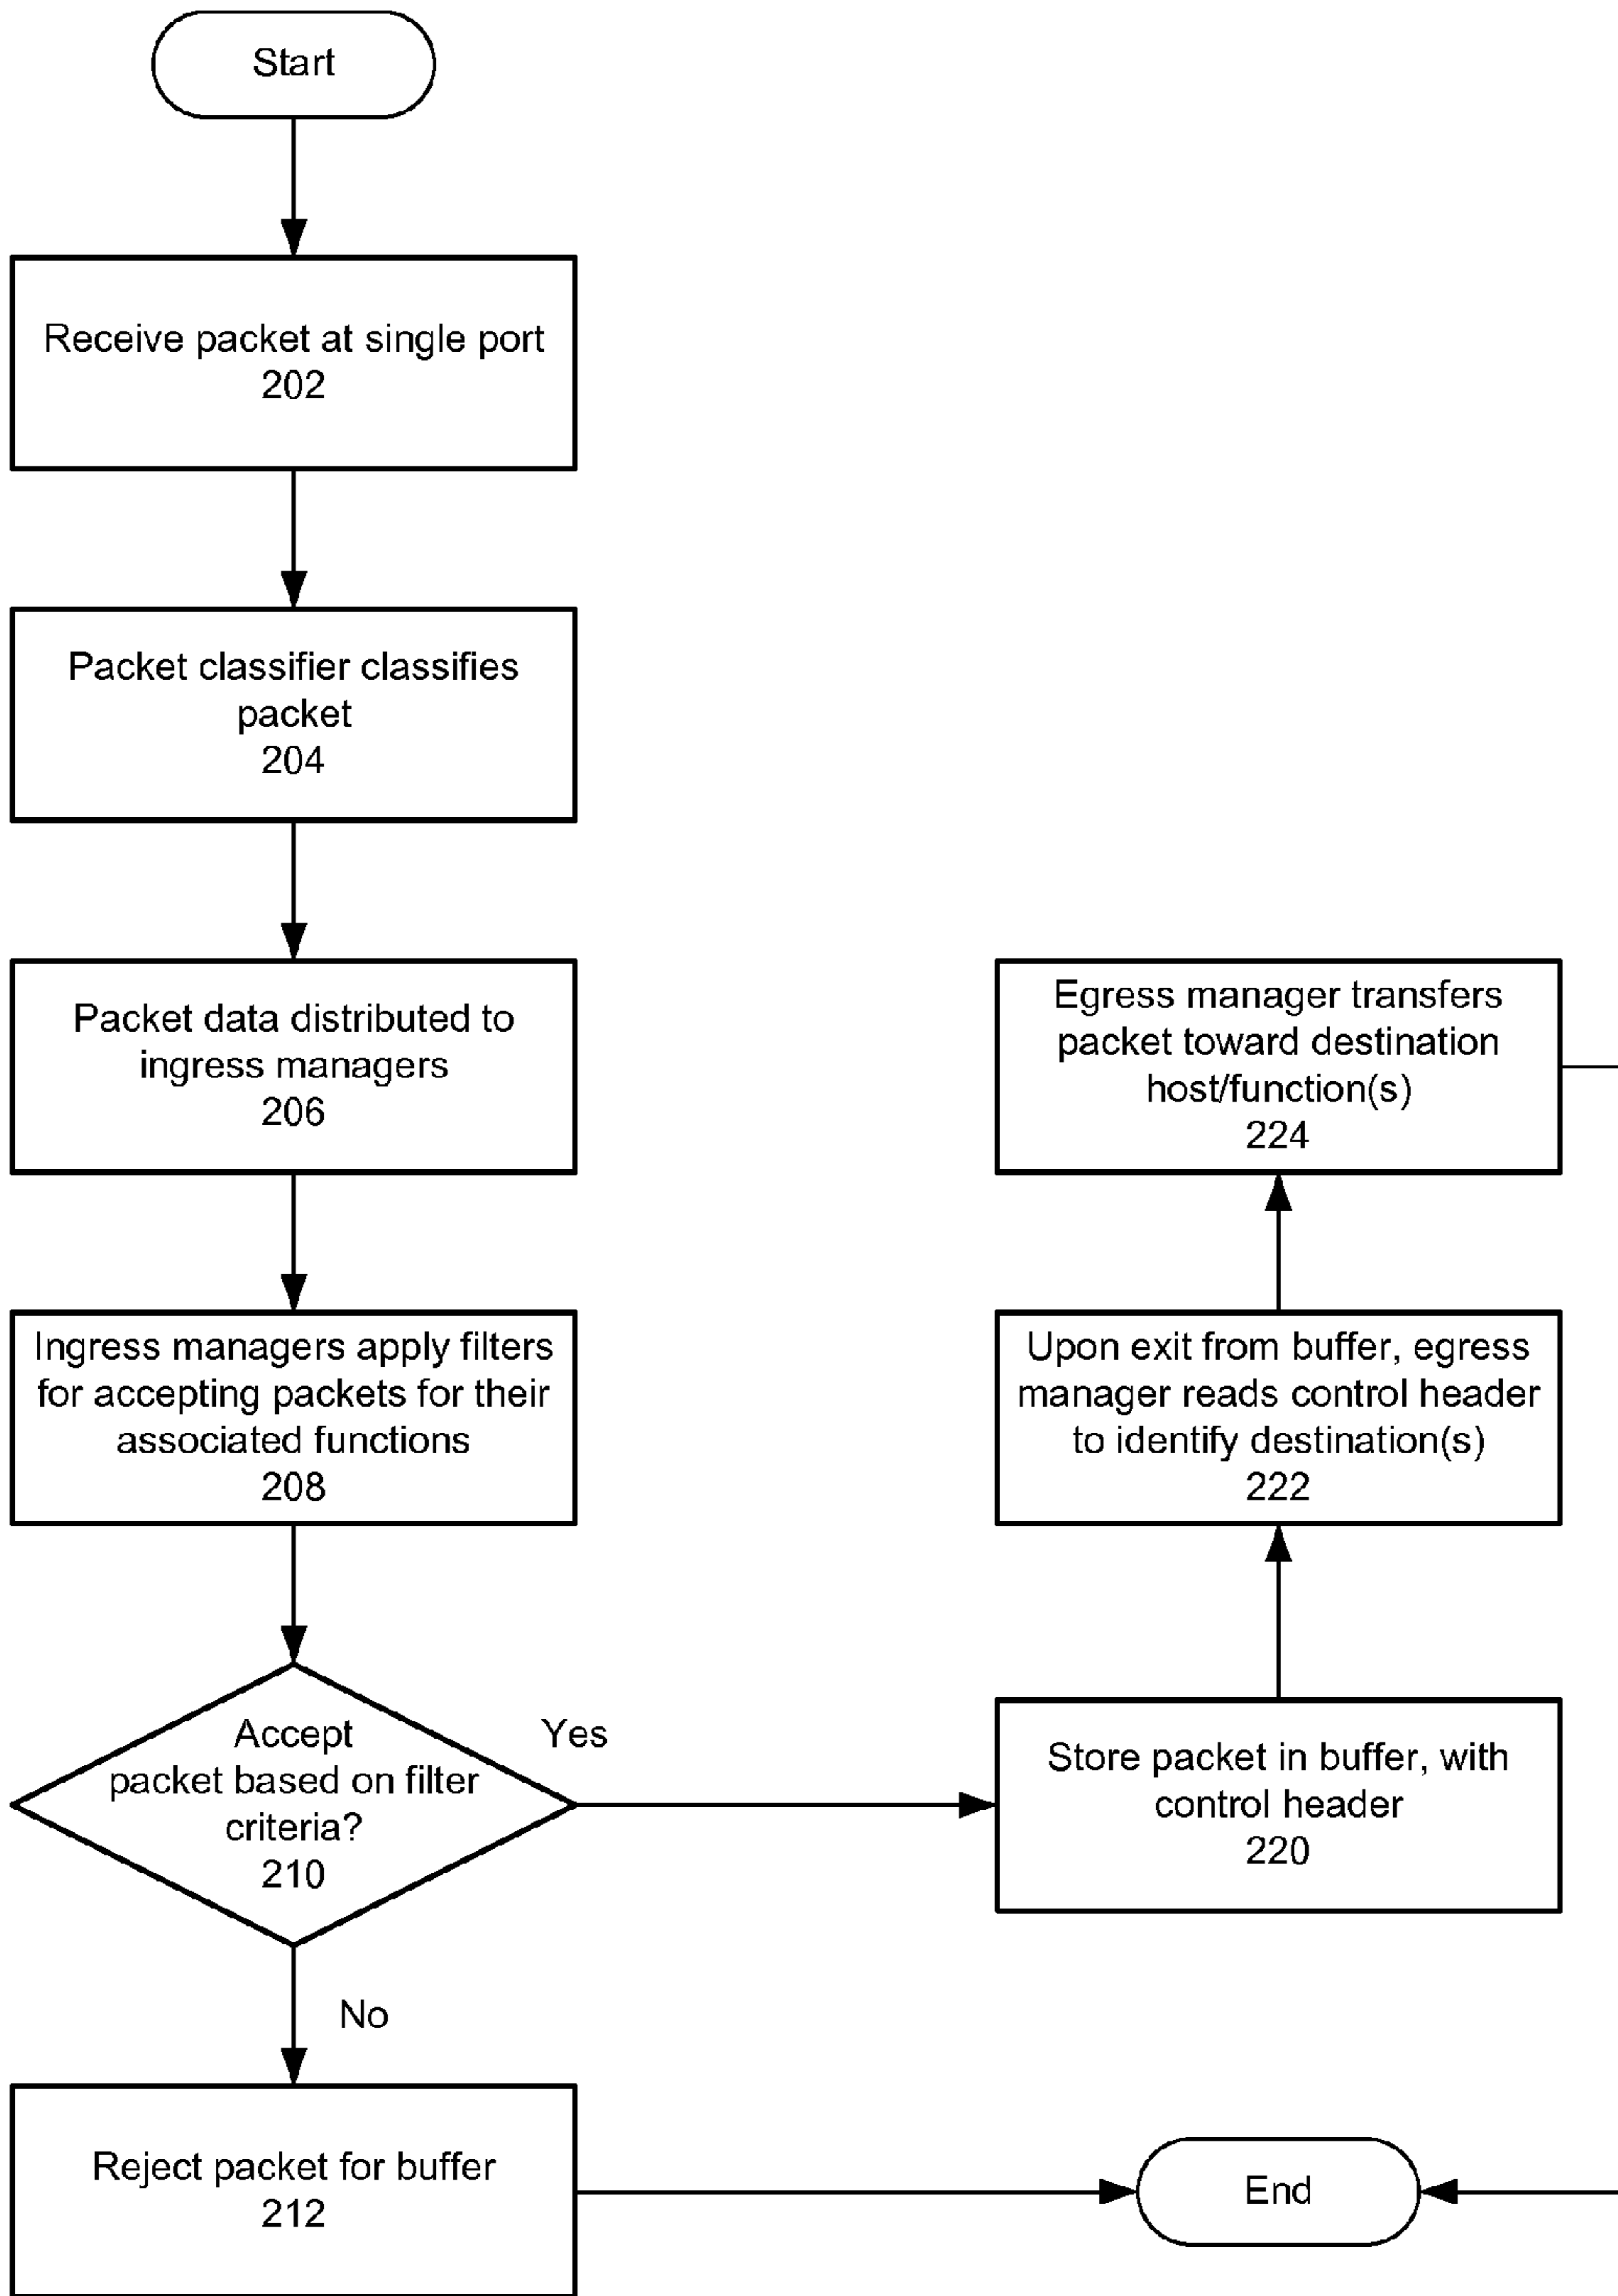 Start
Receive packet at single port
202
Packet classifier classifies
packet
204
Packet data distributed to
ingress managers
206
Ingress managers apply filters
for accepting packets for their
associated functions
208
Accept
packet based on filter
criteria?
210
Yes
No
Reject packet for buffer
212
Store packet in buffer, with
control header
220
Upon exit from buffer, egress
manager reads control header
to identify destination(s)
222
Egress manager transfers
packet toward destination
host/function(s)
224
End